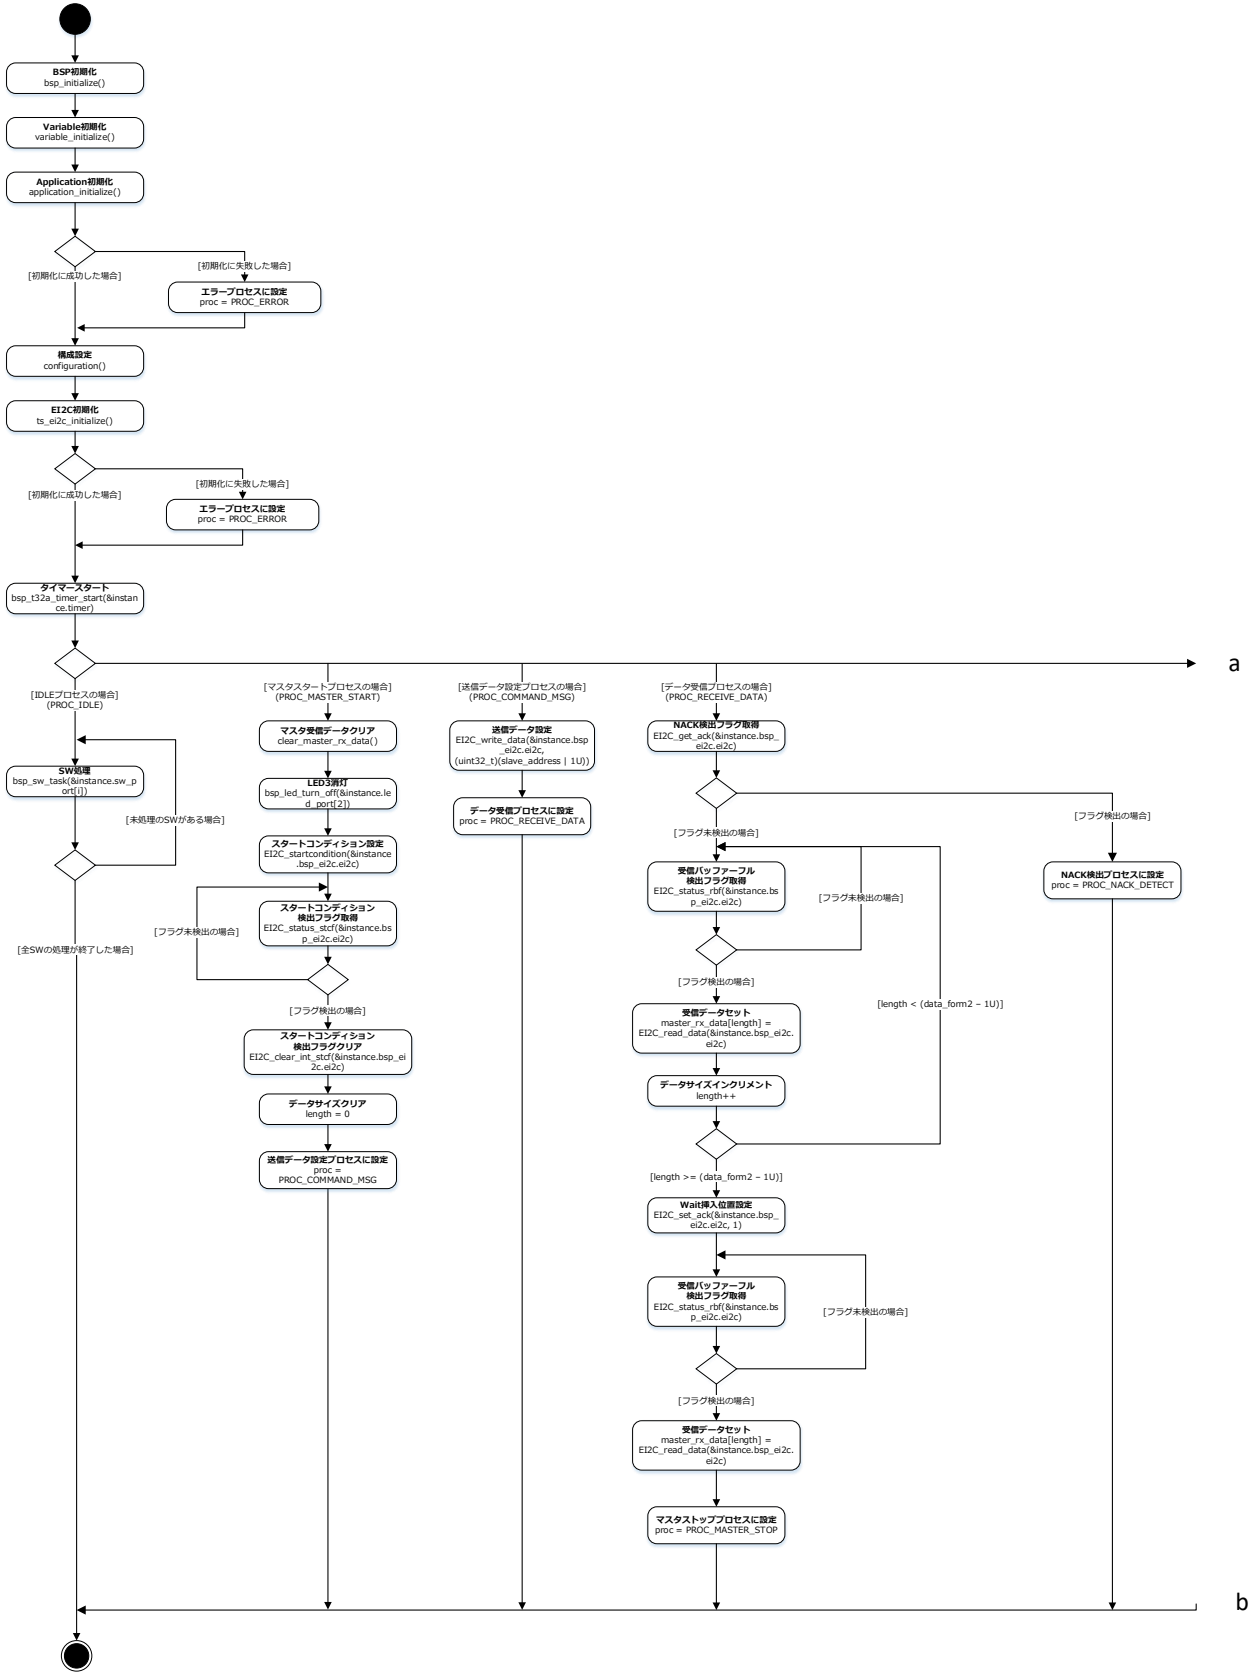 BSP初期化
bsp_initialize()
Variable初期化
variable_initialize()
Application初期化
application_initialize()
[初期化に成功した場合]
[初期化に失敗した場合]
エラープロセスに設定
proc = PROC_ERROR
構成設定
configuration()
EI2C初期化
ts_ei2c_initialize()
[初期化に成功した場合]
[初期化に失敗した場合]
エラープロセスに設定
proc = PROC_ERROR
タイマースタート
bsp_t32a_timer_start(&instan
ce.timer)
a
[IDLEプロセスの場合]
(PROC_IDLE)
SW処理
bsp_sw_task(&instance.sw_p
ort[i])
[未処理のSWがある場合]
[全SWの処理が終了した場合]
[マスタスタートプロセスの場合]
(PROC_MASTER_START)
マスタ受信データクリア
clear_master_rx_data()
LED3消灯
bsp_led_turn_off(&instance.le
d_port[2])
スタートコンディション設定
EI2C_startcondition(&instance
.bsp_ei2c.ei2c)
スタートコンディション
検出フラグ取得
EI2C_status_stcf(&instance.bs
p_ei2c.ei2c)
[フラグ未検出の場合]
[フラグ検出の場合]
スタートコンディション
検出フラグクリア
EI2C_clear_int_stcf(&instance.bsp_ei
2c.ei2c)
データサイズクリア
length = 0
送信データ設定プロセスに設定
proc =
PROC_COMMAND_MSG
[送信データ設定プロセスの場合]
(PROC_COMMAND_MSG)
送信データ設定
EI2C_write_data(&instance.bsp
_ei2c.ei2c,
(uint32_t)(slave_address | 1U))
データ受信プロセスに設定
proc = PROC_RECEIVE_DATA
[データ受信プロセスの場合]
(PROC_RECEIVE_DATA)
NACK検出フラグ取得
EI2C_get_ack(&instance.bsp_
ei2c.ei2c)
[フラグ未検出の場合]
[フラグ検出の場合]
NACK検出プロセスに設定
proc = PROC_NACK_DETECT
受信バッファーフル
検出フラグ取得
EI2C_status_rbf(&instance.bs
p_ei2c.ei2c)
[フラグ未検出の場合]
[フラグ検出の場合]
受信データセット
master_rx_data[length] =
EI2C_read_data(&instance.bsp_ei2c.
ei2c)
[length < (data_form2 – 1U)]
データサイズインクリメント
length++
[length >= (data_form2 – 1U)]
Wait挿入位置設定
EI2C_set_ack(&instance.bsp_
ei2c.ei2c, 1)
受信バッファーフル
検出フラグ取得
EI2C_status_rbf(&instance.bs
p_ei2c.ei2c)
[フラグ未検出の場合]
[フラグ検出の場合]
受信データセット
master_rx_data[length] =
EI2C_read_data(&instance.bsp_ei2c.
ei2c)
マスタストッププロセスに設定
proc = PROC_MASTER_STOP
b